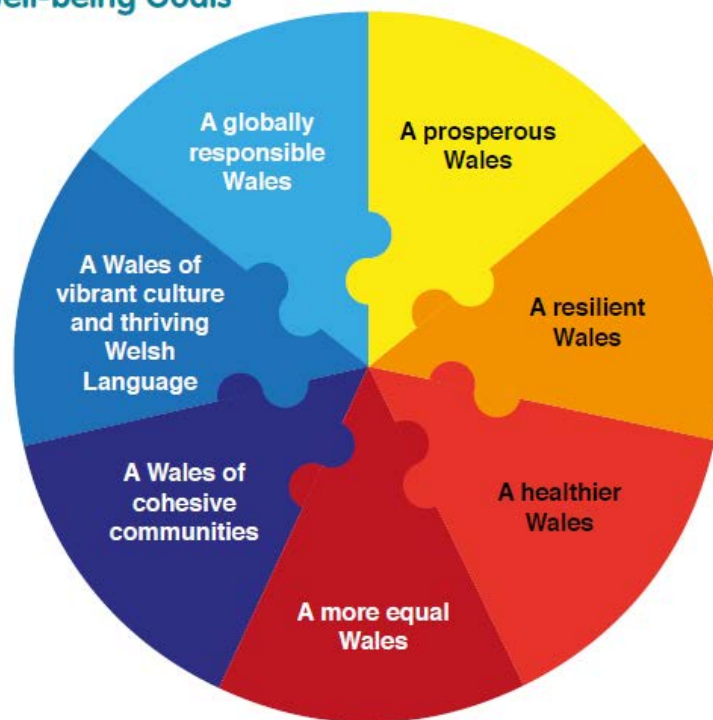 Goals
A globally
responsible
Wales
A prosperous
Wales
A Wales of
vibrant culture
and thriving
Welsh
Language
A resilient
Wales
A Wales of
cohesive
communities
A healthier
Wales
A more equal
Wales